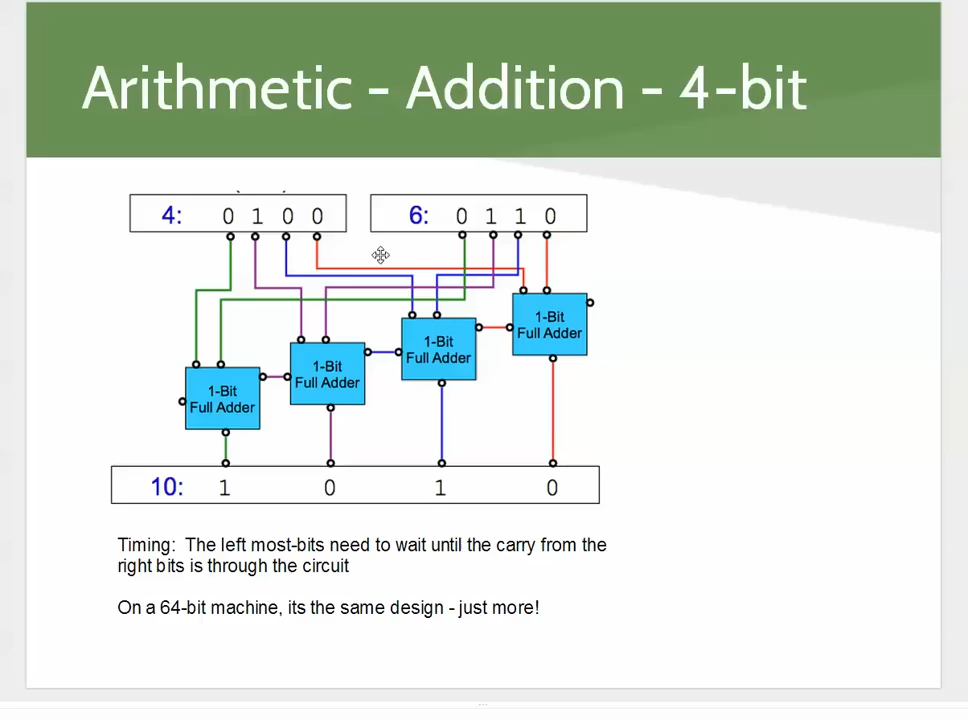 Arithmetic - Addition - 4-bit
4: 0 1 0 0
6: 0 1 1 0
1-Bit
Full Adder
1-Bit
Full Adder
1-Bit
Full Adder
1-Bit
Full Adder
10: 1 0 1 0
Timing: The left most-bits need to wait until the carry from the
right bits is through the circuit
On a 64-bit machine, its the same design - just more!